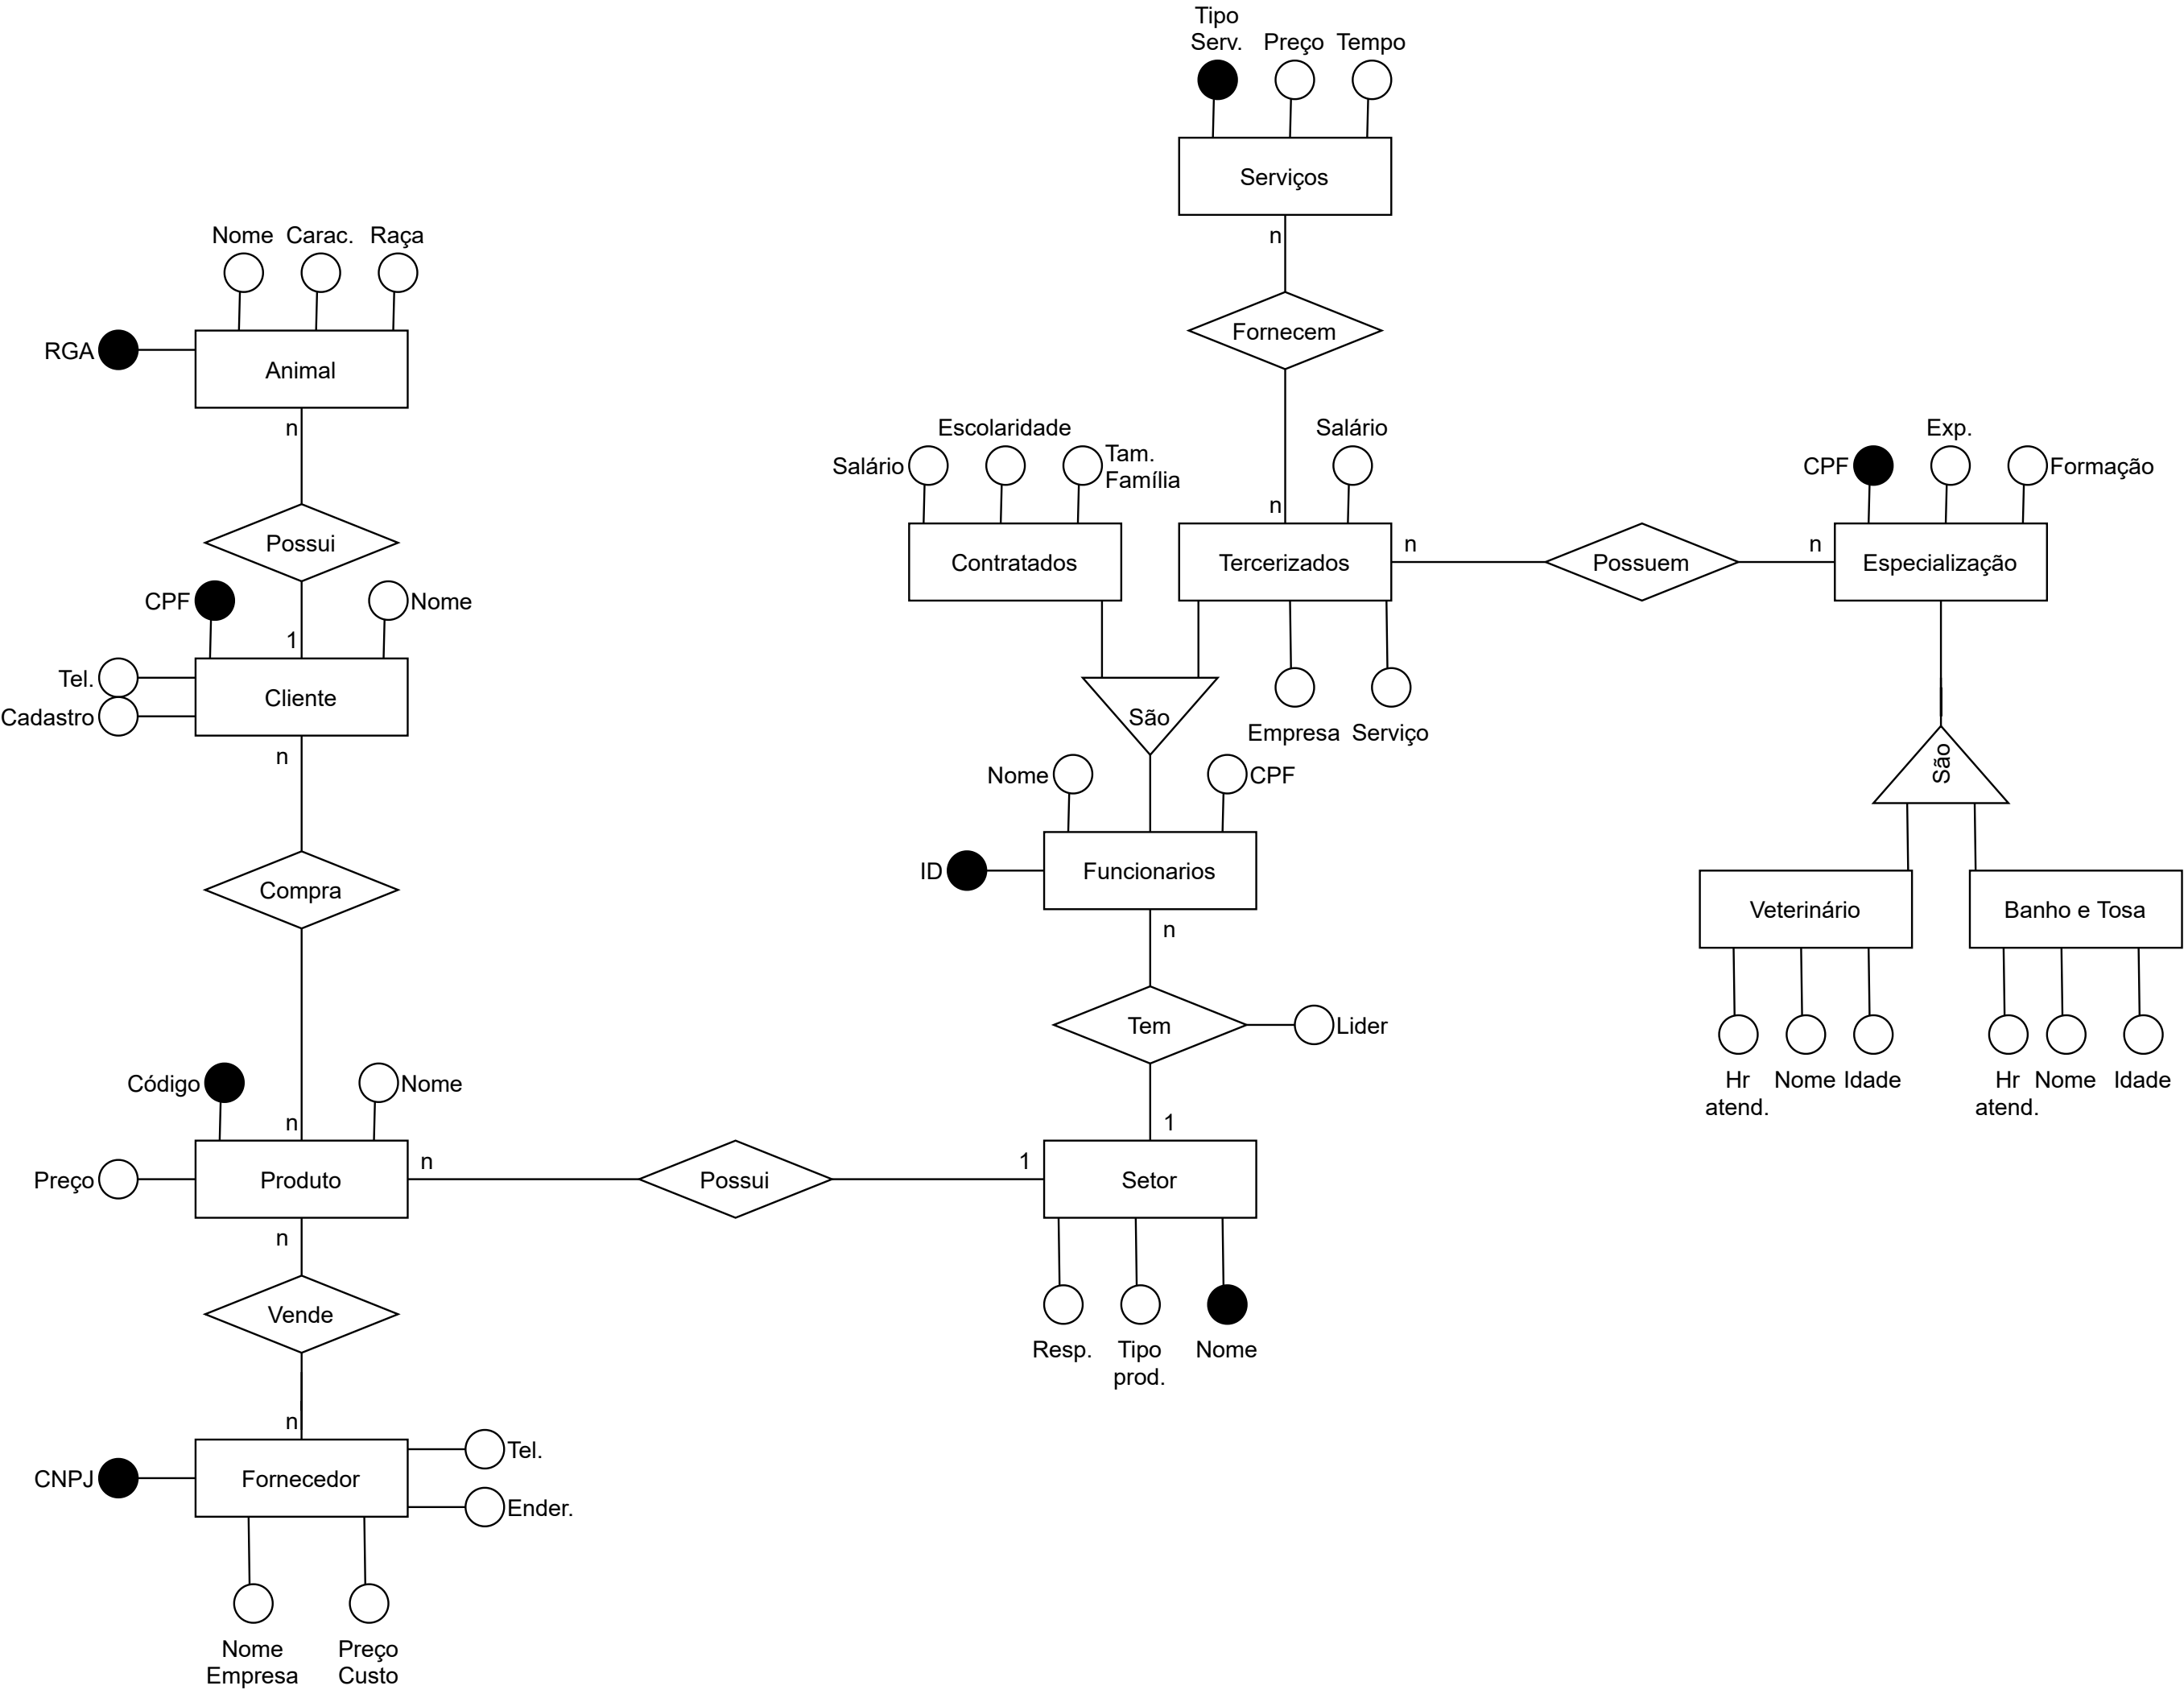 Tipo
Serv.
Preço
Tempo
Serviços
n
Fornecem
n
Nome
Carac.
Raça
RGA
Animal
n
Possui
1
CPF
Nome
Tel.
Cadastro
Cliente
n
Compra
n
Código
Nome
Preço
Produto
n
Possui
1
n
Vende
n
CNPJ
Fornecedor
Tel.
Ender.
Nome
Empresa
Preço
Custo
Salário
Escolaridade
Tam.
Família
Contratados
Salário
Tercerizados
Empresa
Serviço
n
Possuem
n
CPF
Exp.
Formação
Especialização
São
Nome
CPF
ID
Funcionarios
n
Tem
Lider
1
Setor
Resp.
Tipo
prod.
Nome
São
Veterinário
Hr
atend.
Nome
Idade
Banho e Tosa
Hr
atend.
Nome
Idade